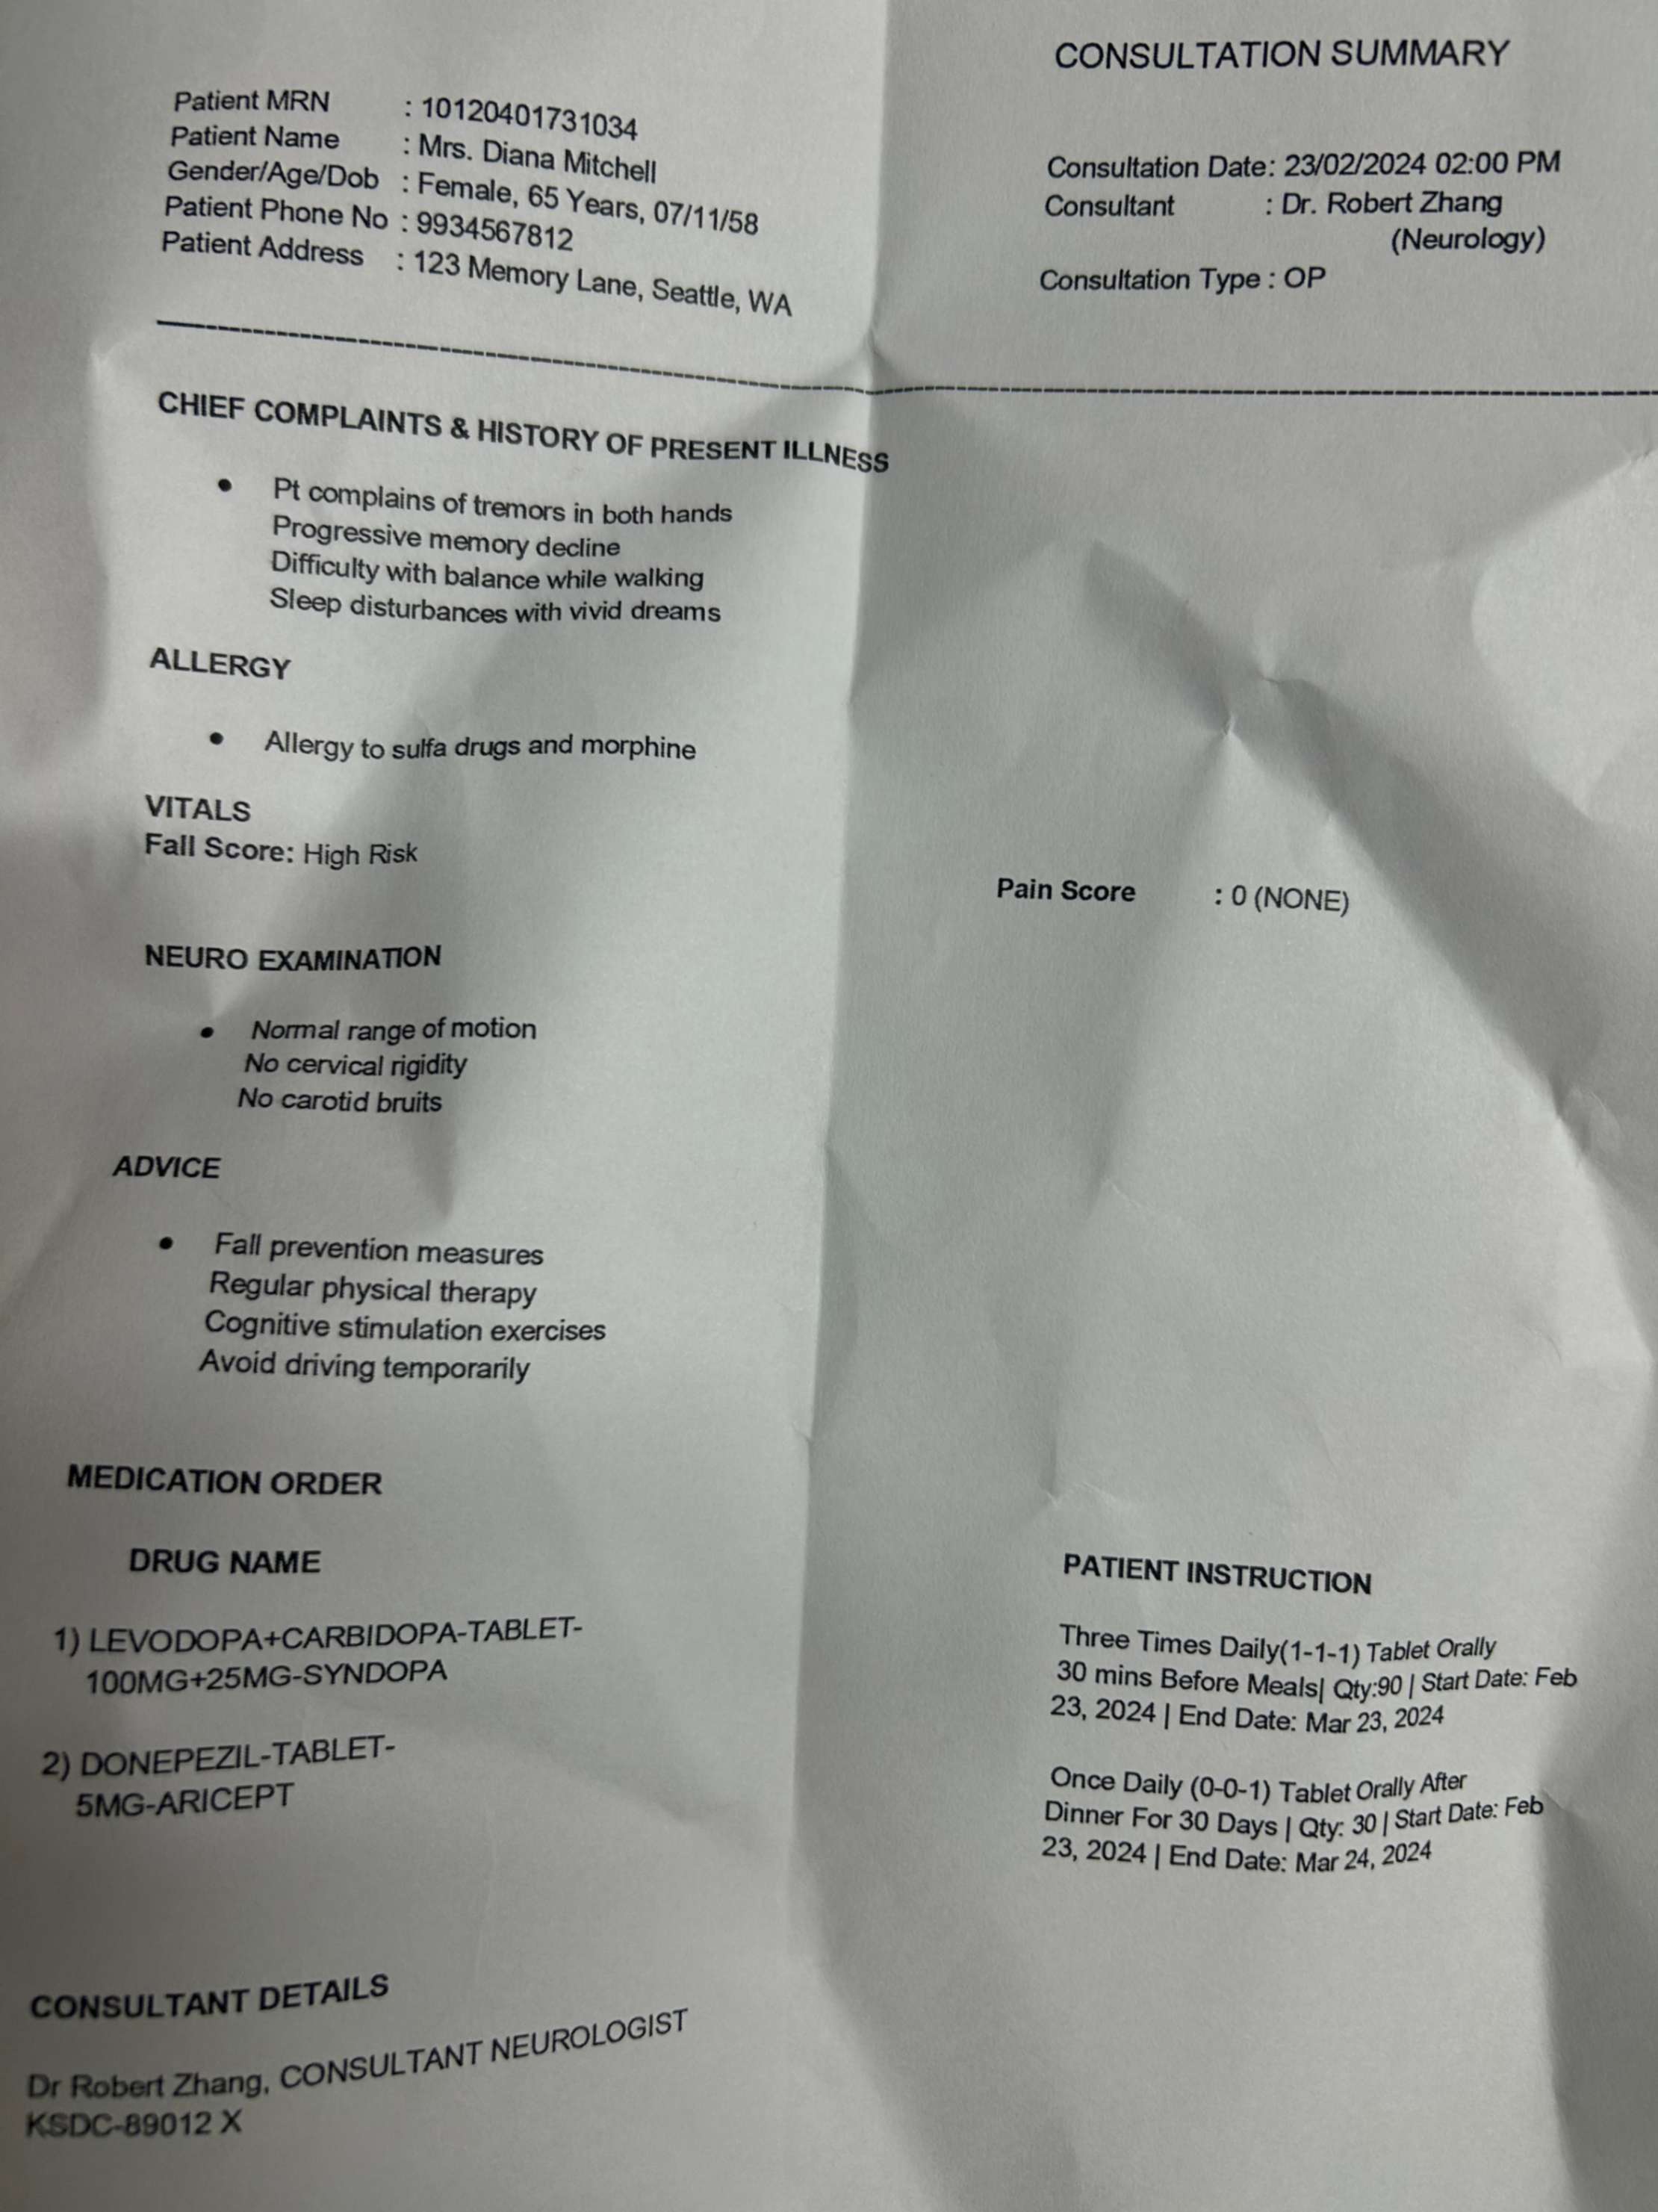 CONSULTATION SUMMARY
Patient MRN : 10120401731034
Patient Name : Mrs. Diana Mitchell
Gender/Age/Dob : Female, 65 Years, 07/11/58
Patient Phone No : 9934567812
Patient Address : 123 Memory Lane, Seattle, WA
Consultation Date: 23/02/2024 02:00 PM
Consultant : Dr. Robert Zhang
(Neurology)
Consultation Type : OP
CHIEF COMPLAINTS & HISTORY OF PRESENT ILLNESS
• Pt complains of tremors in both hands
Progressive memory decline
Difficulty with balance while walking
Sleep disturbances with vivid dreams
ALLERGY
• Allergy to sulfa drugs and morphine
VITALS
Fall Score: High Risk
Pain Score : 0 (NONE)
NEURO EXAMINATION
• Normal range of motion
No cervical rigidity
No carotid bruits
ADVICE
• Fall prevention measures
Regular physical therapy
Cognitive stimulation exercises
Avoid driving temporarily
MEDICATION ORDER
DRUG NAME
PATIENT INSTRUCTION
1) LEVODOPA+CARBIDOPA-TABLET-
100MG+25MG-SYNDOPA
Three Times Daily(1-1-1) Tablet Orally
30 mins Before Meals| Qty:90 | Start Date: Feb
23, 2024 | End Date: Mar 23, 2024
2) DONEPEZIL-TABLET-
5MG-ARICEPT
Once Daily (0-0-1) Tablet Orally After
Dinner For 30 Days | Qty: 30 | Start Date: Feb
23, 2024 | End Date: Mar 24, 2024
CONSULTANT DETAILS
Dr Robert Zhang, CONSULTANT NEUROLOGIST
KSDC-89012 X